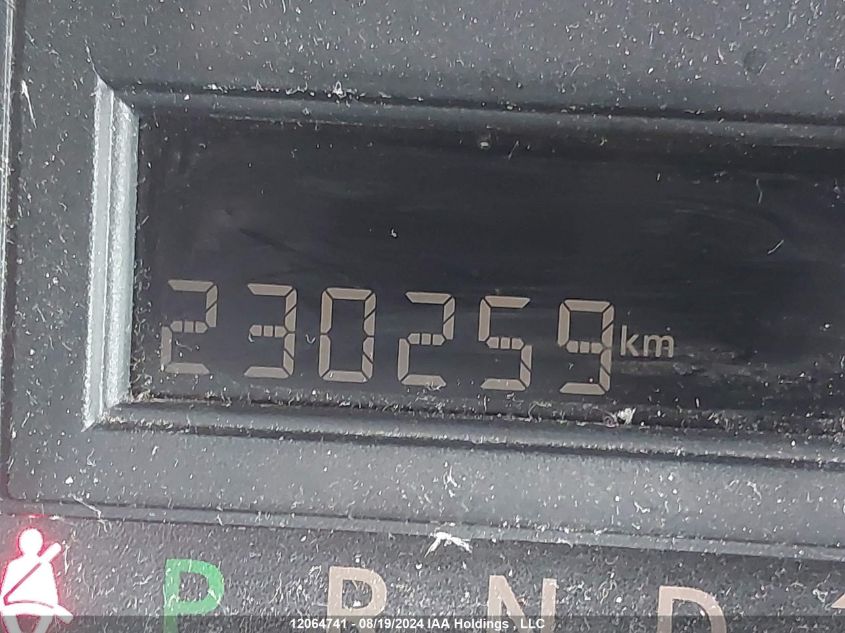 230259 km
P R N D
12064741 - 08/19/2024 IAA Holdings , LLC